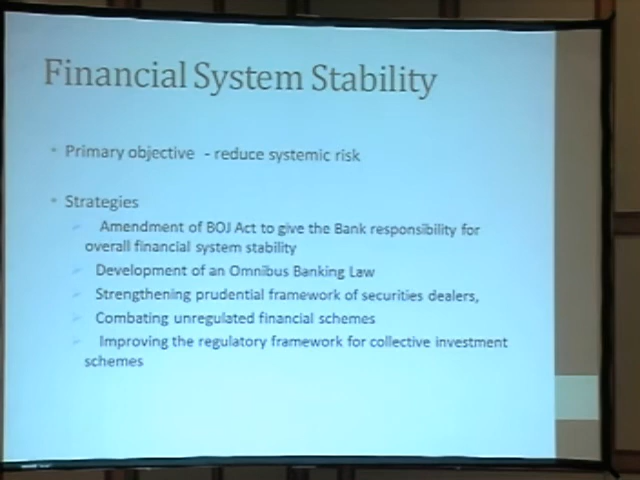 Financial System Stability
Primary objective - reduce systemic risk
Strategies
Amendment of BOJ Act to give the Bank responsibility for
overall financial system stability
Development of an Omnibus Banking Law
Strengthening prudential framework of securities dealers,
Combating unregulated financial schemes
Improving the regulatory framework for collective investment
schemes